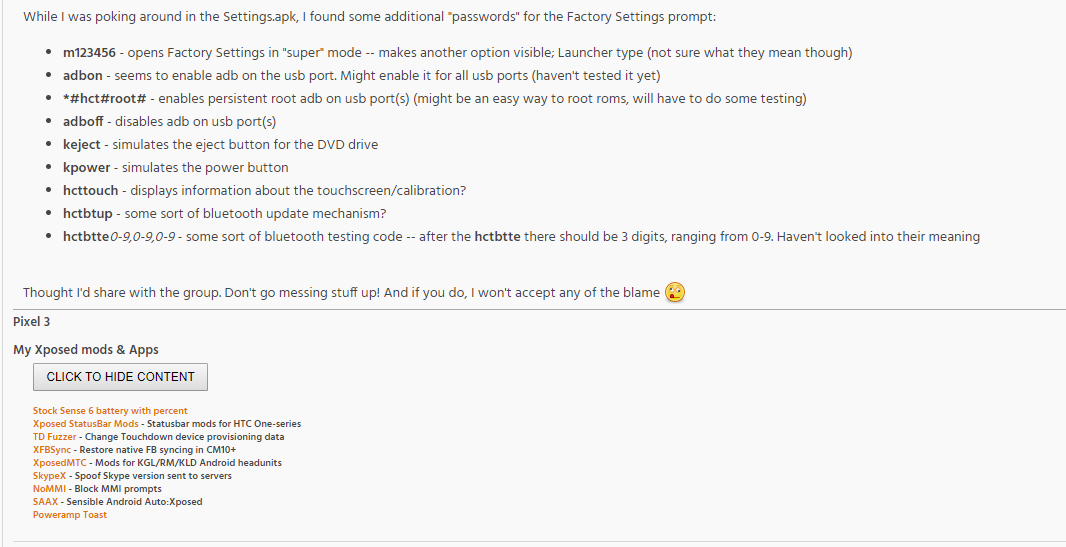 While I was poking around in the Settings.apk, I found some additional "passwords" for the Factory Settings prompt:
m123456 - opens Factory Settings in "super" mode -- makes another option visible; Launcher type (not sure what they mean though)
adbon - seems to enable adb on the usb port. Might enable it for all usb ports (haven't tested it yet)
*#hct#root# - enables persistent root adb on usb port(s) (might be an easy way to root roms, will have to do some testing)
adboff - disables adb on usb port(s)
keject - simulates the eject button for the DVD drive
kpower - simulates the power button
hcttouch - displays information about the touchscreen/calibration?
hctbtup - some sort of bluetooth update mechanism?
hctbtte0-9,0-9,0-9 - some sort of bluetooth testing code -- after the hctbtte there should be 3 digits, ranging from 0-9. Haven't looked into their meaning
Thought I'd share with the group. Don't go messing stuff up! And if you do, I won't accept any of the blame
Pixel 3
My Xposed mods & Apps
CLICK TO HIDE CONTENT
Stock Sense 6 battery with percent
Xposed StatusBar Mods - Statusbar mods for HTC One-series
TD Fuzzer - Change Touchdown device provisioning data
XFBSync - Restore native FB syncing in CM10+
XposedMTC - Mods for KGL/RM/KLD Android headunits
SkypeX - Spoof Skype version sent to servers
NoMMI - Block MMI prompts
SAAX - Sensible Android Auto:Xposed
Poweramp Toast